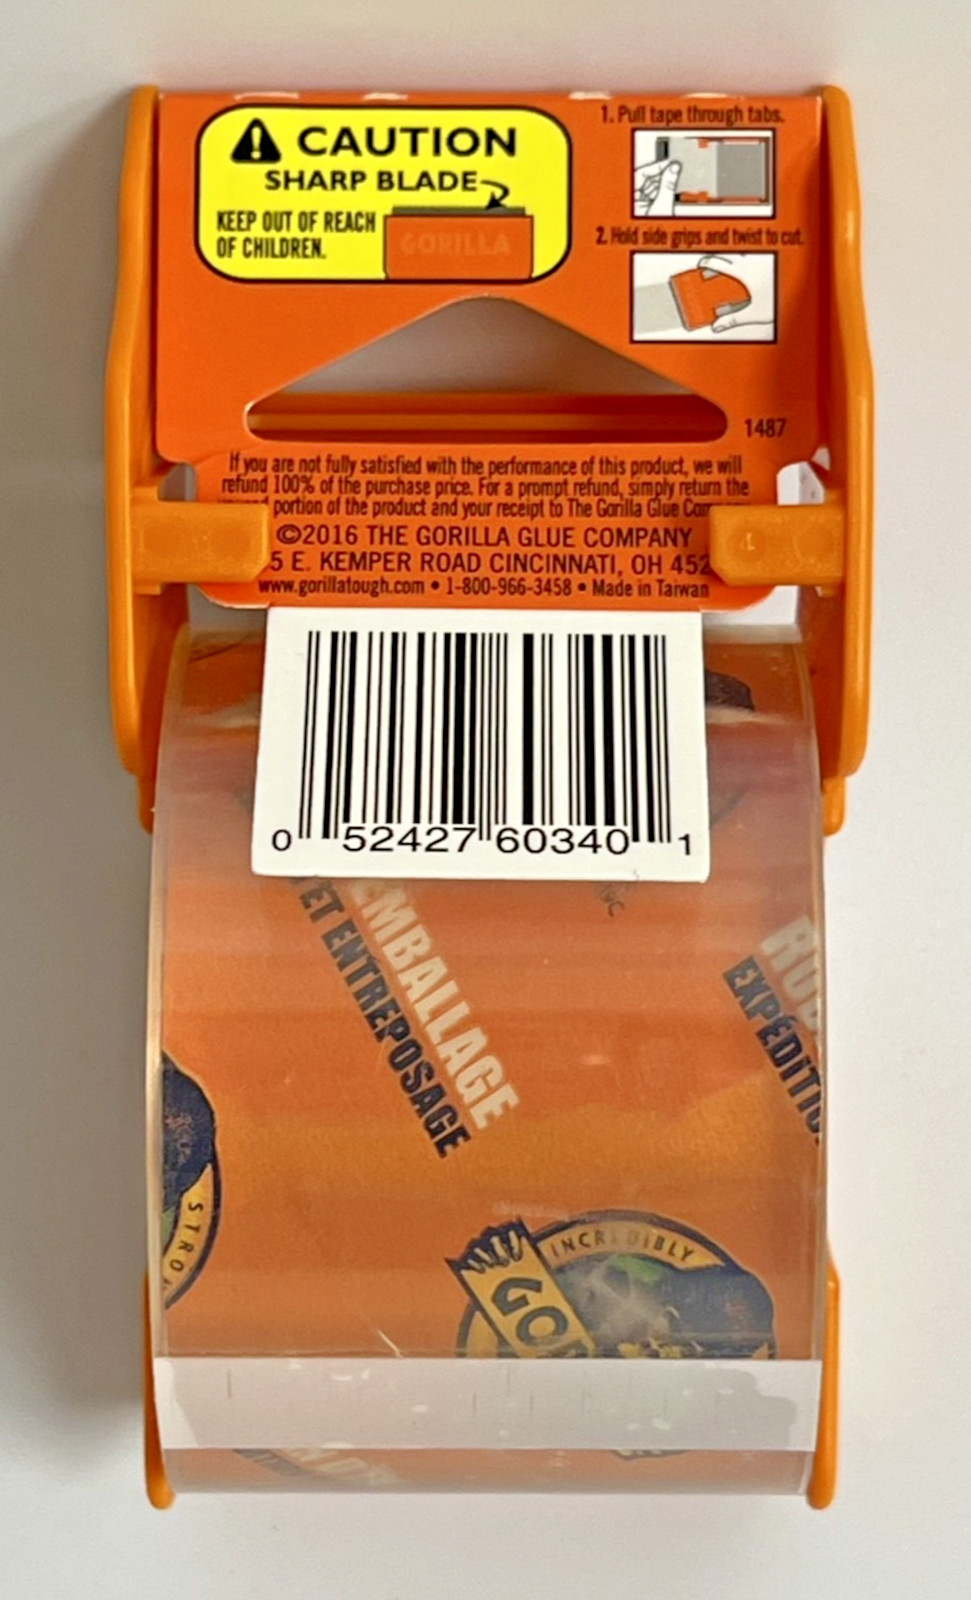 CAUTION
SHARP BLADE
KEEP OUT OF REACH
OF CHILDREN.
GORILLA
1. Pull tape through tabs.
2. Hold side grips and twist to cut.
1487
If you are not fully satisfied with the performance of this product, we will
refund 100% of the purchase price. For a prompt refund, simply return the
portion of the product and your receipt to The Gorilla Glue
©2016 THE GORILLA GLUE COMPANY
5 E. KEMPER ROAD CINCINNATI, OH 452
www.gorillatough.com • 1-800-966-3458 • Made in Taiwan
0 52427 60340 1
EMBALLAGE
ET ENTREPOSAGE
EXPÉDITIO
STRO
INCREDIBLY
GO